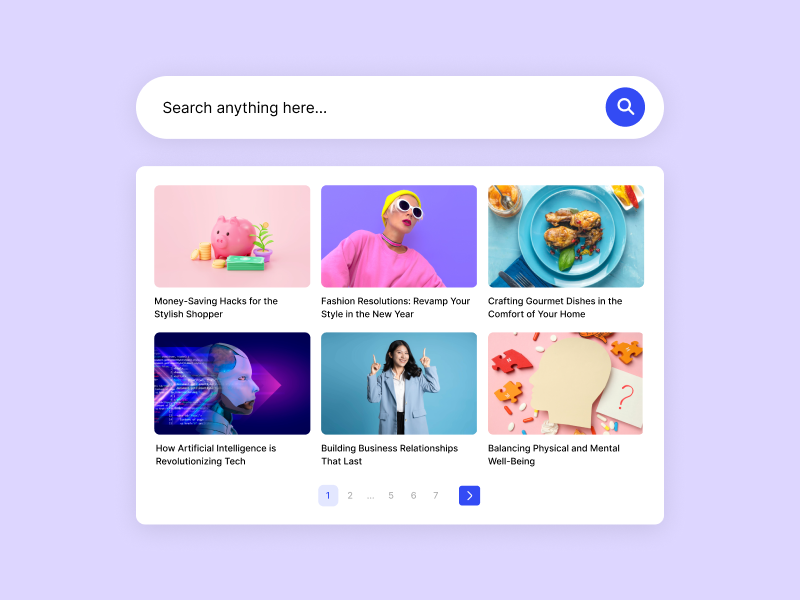 Search anything here...
Money-Saving Hacks for the
Stylish Shopper
Fashion Resolutions: Revamp Your
Style in the New Year
Crafting Gourmet Dishes in the
Comfort of Your Home
?
How Artificial Intelligence is
Revolutionizing Tech
Building Business Relationships
That Last
Balancing Physical and Mental
Well-Being
1 2 ... 5 6 7